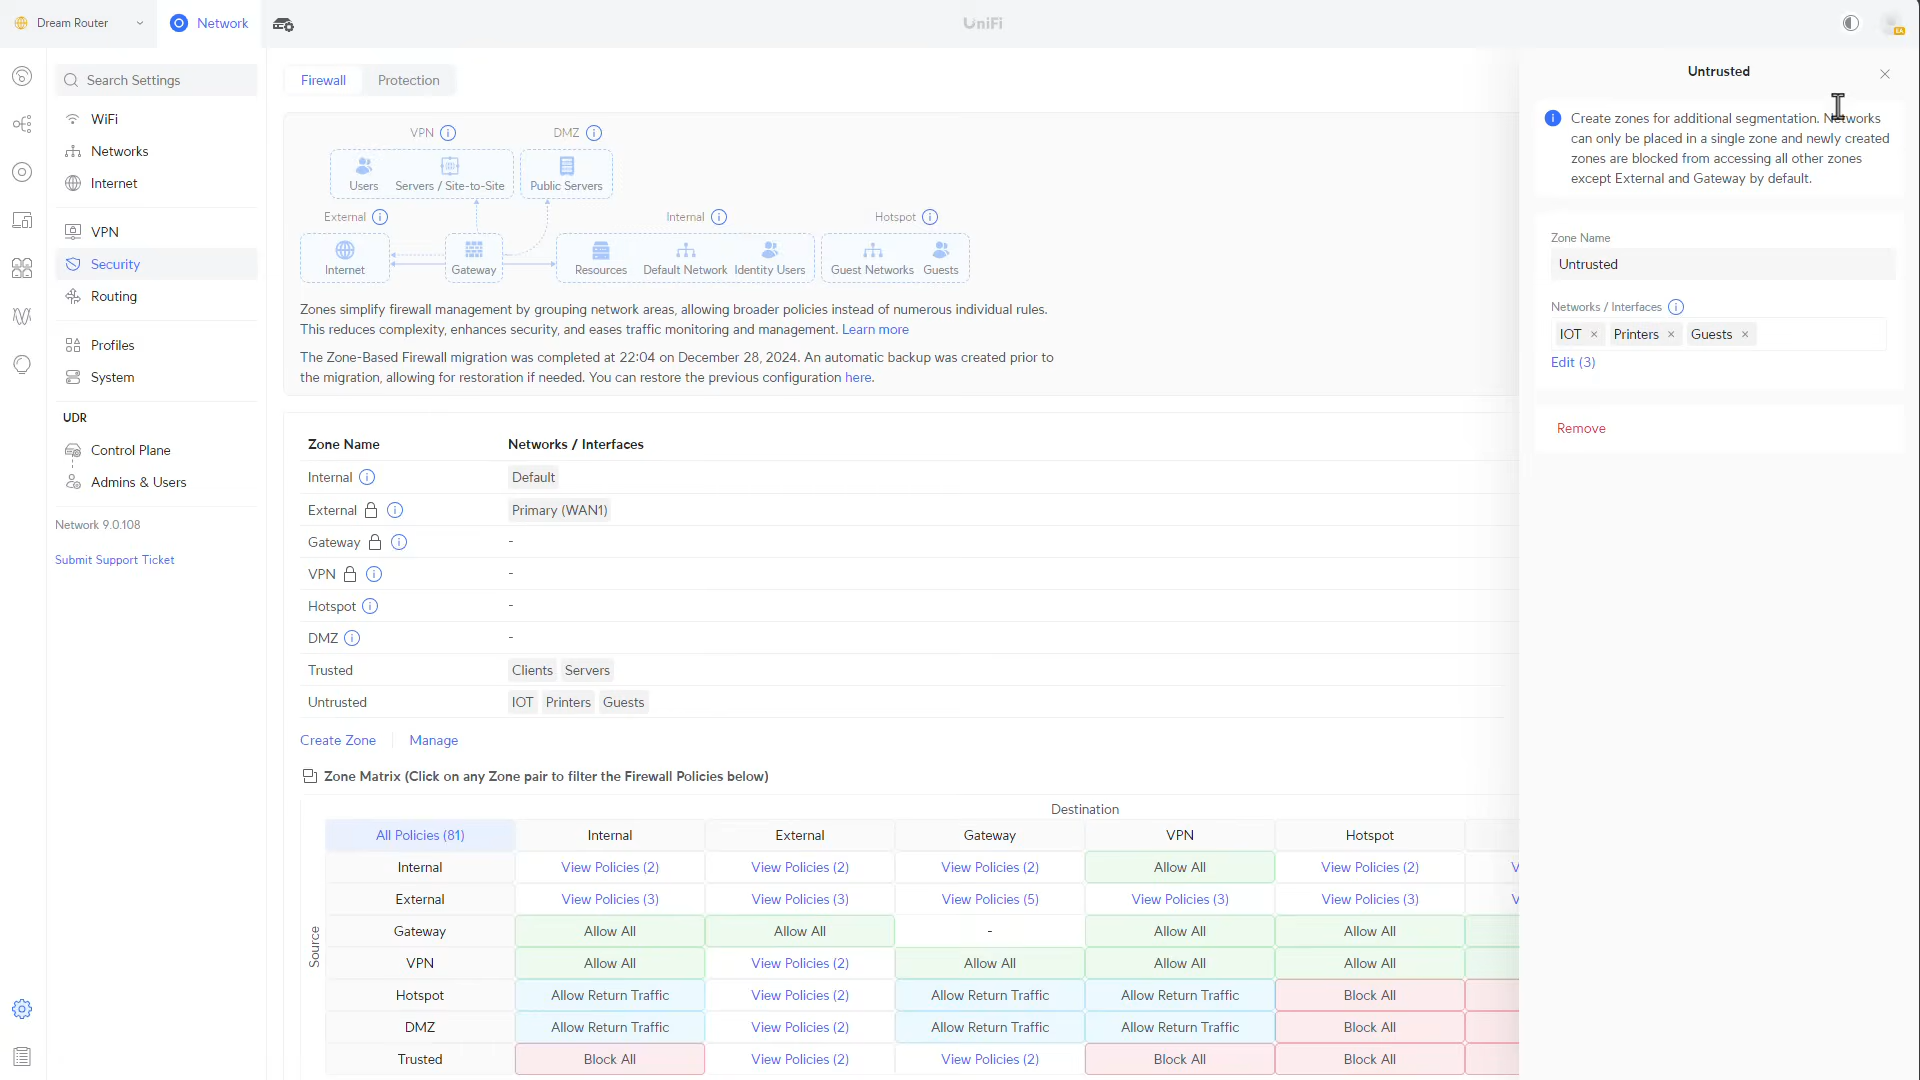 Dream Router
Network
UniFi
EA
Search Settings
WiFi
Networks
Internet
VPN
Security
Routing
Profiles
System
UDR
Control Plane
Admins & Users
Network 9.0.108
Submit Support Ticket
Firewall Protection
VPN DMZ
Users Servers / Site-to-Site Public Servers
External Internal Hotspot
Internet Gateway Resources Default Network Identity Users Guest Networks Guests
Zones simplify firewall management by grouping network areas, allowing broader policies instead of numerous individual rules.
This reduces complexity, enhances security, and eases traffic monitoring and management. Learn more
The Zone-Based Firewall migration was completed at 22:04 on December 28, 2024. An automatic backup was created prior to
the migration, allowing for restoration if needed. You can restore the previous configuration here.
Zone Name Networks / Interfaces
Internal Default
External Primary (WAN1)
Gateway -
VPN -
Hotspot -
DMZ -
Trusted Clients Servers
Untrusted IOT Printers Guests
Create Zone Manage
Zone Matrix (Click on any Zone pair to filter the Firewall Policies below)
Destination
Source
All Policies (81) Internal External Gateway VPN Hotspot
Internal View Policies (2) View Policies (2) View Policies (2) Allow All View Policies (2) V
External View Policies (3) View Policies (3) View Policies (5) View Policies (3) View Policies (3) V
Gateway Allow All Allow All - Allow All Allow All
VPN Allow All View Policies (2) Allow All Allow All Allow All
Hotspot Allow Return Traffic View Policies (2) Allow Return Traffic Allow Return Traffic Block All
DMZ Allow Return Traffic View Policies (2) Allow Return Traffic Allow Return Traffic Block All
Trusted Block All View Policies (2) View Policies (2) Block All Block All
Untrusted
Create zones for additional segmentation. Networks
can only be placed in a single zone and newly created
zones are blocked from accessing all other zones
except External and Gateway by default.
Zone Name
Untrusted
Networks / Interfaces
IOT × Printers × Guests ×
Edit (3)
Remove